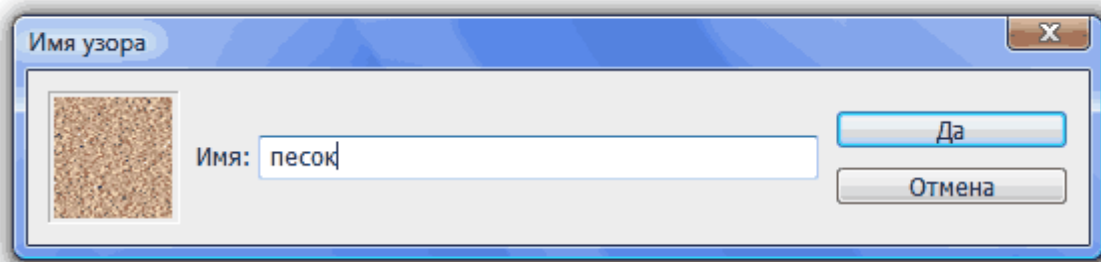 Имя узора
Имя: песок
Да
Отмена